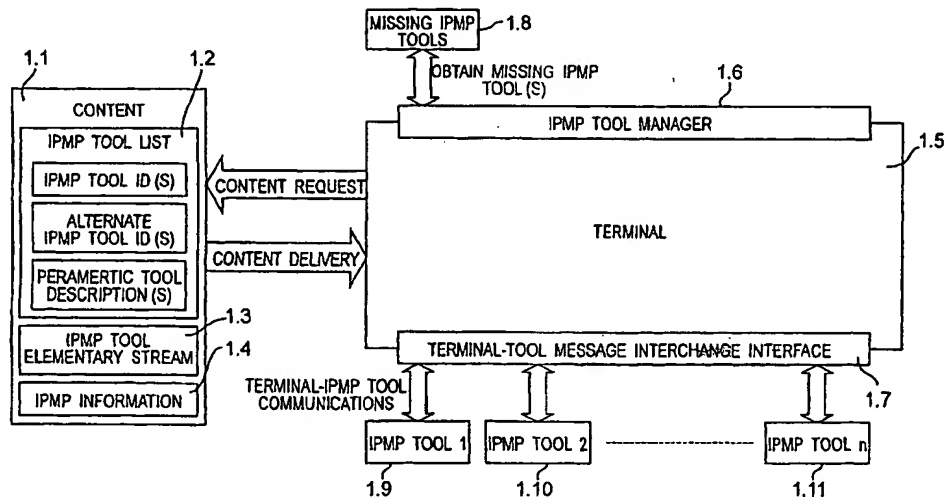 1.1
1.2
CONTENT
IPMP TOOL LIST
IPMP TOOL ID(S)
ALTERNATE
IPMP TOOL ID(S)
PERAMERTIC TOOL
DESCRIPTION(S)
1.3
IPMP TOOL
ELEMENTARY STREAM
1.4
IPMP INFORMATION
CONTENT REQUEST
CONTENT DELIVERY
MISSING IPMP
TOOLS
1.8
OBTAIN MISSING IPMP
TOOL(S)
1.6
IPMP TOOL MANAGER
1.5
TERMINAL
TERMINAL-TOOL MESSAGE INTERCHANGE INTERFACE
1.7
TERMINAL-IPMP TOOL
COMMUNICATIONS
IPMP TOOL 1
IPMP TOOL 2
IPMP TOOL n
1.9
1.10
1.11